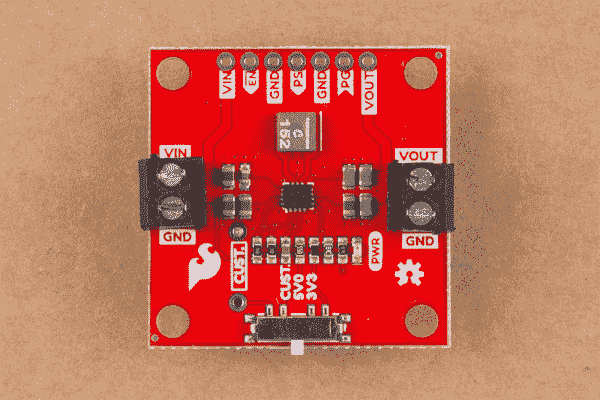 VIN
EN
GND
PS
GND
PG
VOUT
C
152
VIN
VOUT
GND
GND
CUST.
CUST.
5V0
3V3
PWR